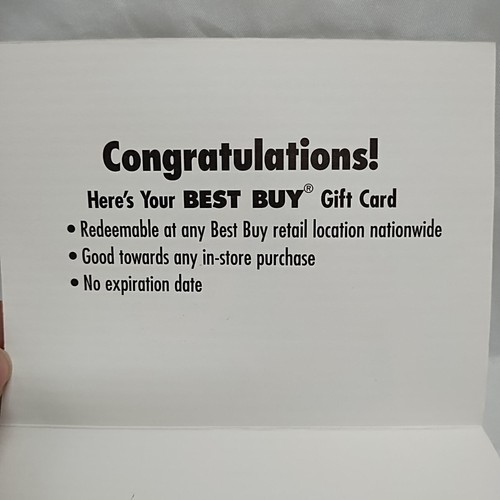 Congratulations!
Here's Your BEST BUY® Gift Card
• Redeemable at any Best Buy retail location nationwide
• Good towards any in-store purchase
• No expiration date